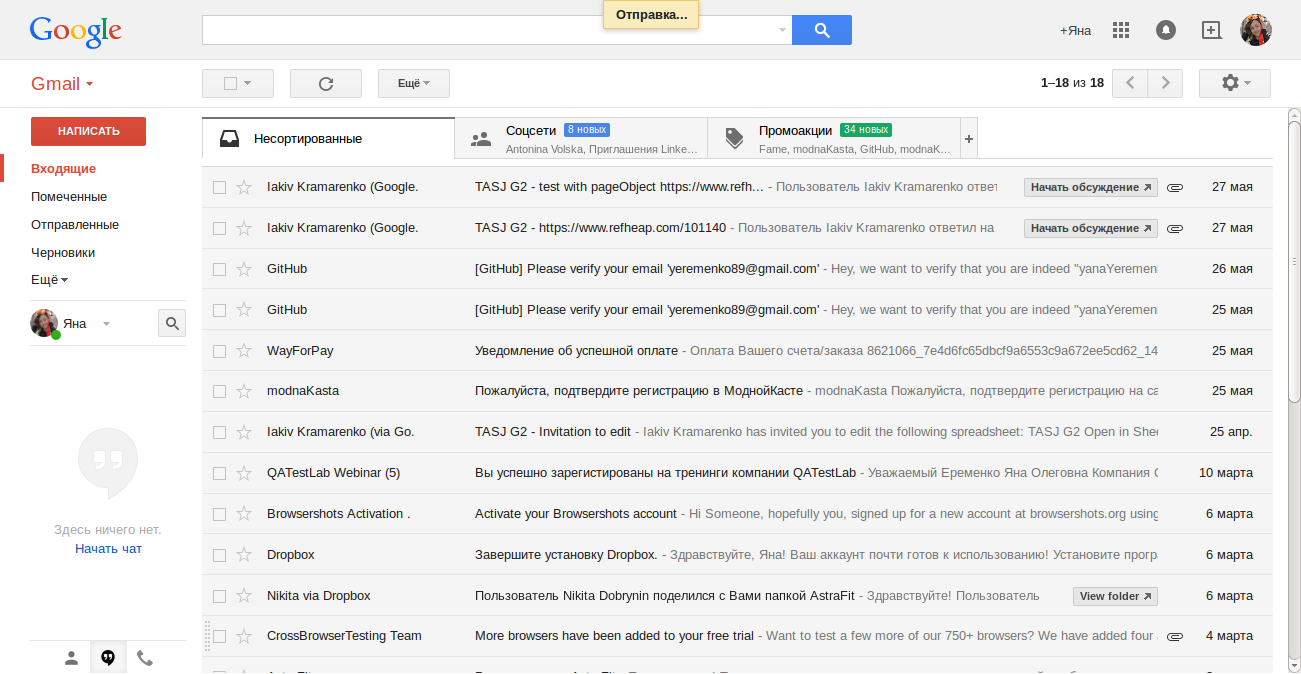 Отправка...
Google
+Яна
Gmail
Ещё
1–18 из 18
НАПИСАТЬ
Входящие
Помеченные
Отправленные
Черновики
Ещё
Яна
Здесь ничего нет.
Начать чат
Несортированные
Соцсети 8 новых
Antonina Volska, Приглашения Linke...
Промоакции 34 новых
Fame, modnaKasta, GitHub, modnaK...
+
Iakiv Kramarenko (Google. TASJ G2 - test with pageObject https://www.refh... - Пользователь Iakiv Kramarenko ответ Начать обсуждение 27 мая
Iakiv Kramarenko (Google. TASJ G2 - https://www.refheap.com/101140 - Пользователь Iakiv Kramarenko ответил на Начать обсуждение 27 мая
GitHub [GitHub] Please verify your email 'yeremenko89@gmail.com' - Hey, we want to verify that you are indeed "yanaYeremen 26 мая
GitHub [GitHub] Please verify your email 'yeremenko89@gmail.com' - Hey, we want to verify that you are indeed "yanaYeremen 25 мая
WayForPay Уведомление об успешной оплате - Оплата Вашего счета/заказа 8621066_7e4d6fc65dbcf9a6553c9a672ee5cd62_14 25 мая
modnaKasta Пожалуйста, подтвердите регистрацию в МоднойКасте - modnaKasta Пожалуйста, подтвердите регистрацию на са 25 мая
Iakiv Kramarenko (via Go. TASJ G2 - Invitation to edit - Iakiv Kramarenko has invited you to edit the following spreadsheet: TASJ G2 Open in Shee 25 апр.
QATestLab Webinar (5) Вы успешно зарегистрированы на тренинги компании QATestLab - Уважаемый Еременко Яна Олеговна Компания 10 марта
Browsershots Activation . Activate your Browsershots account - Hi Someone, hopefully you, signed up for a new account at browsershots.org using 6 марта
Dropbox Завершите установку Dropbox. - Здравствуйте, Яна! Ваш аккаунт почти готов к использованию! Установите прогр 6 марта
Nikita via Dropbox Пользователь Nikita Dobrynin поделился с Вами папкой AstraFit - Здравствуйте! Пользователь View folder 6 марта
CrossBrowserTesting Team More browsers have been added to your free trial - Want to test a few more of our 750+ browsers? We have added four 4 марта